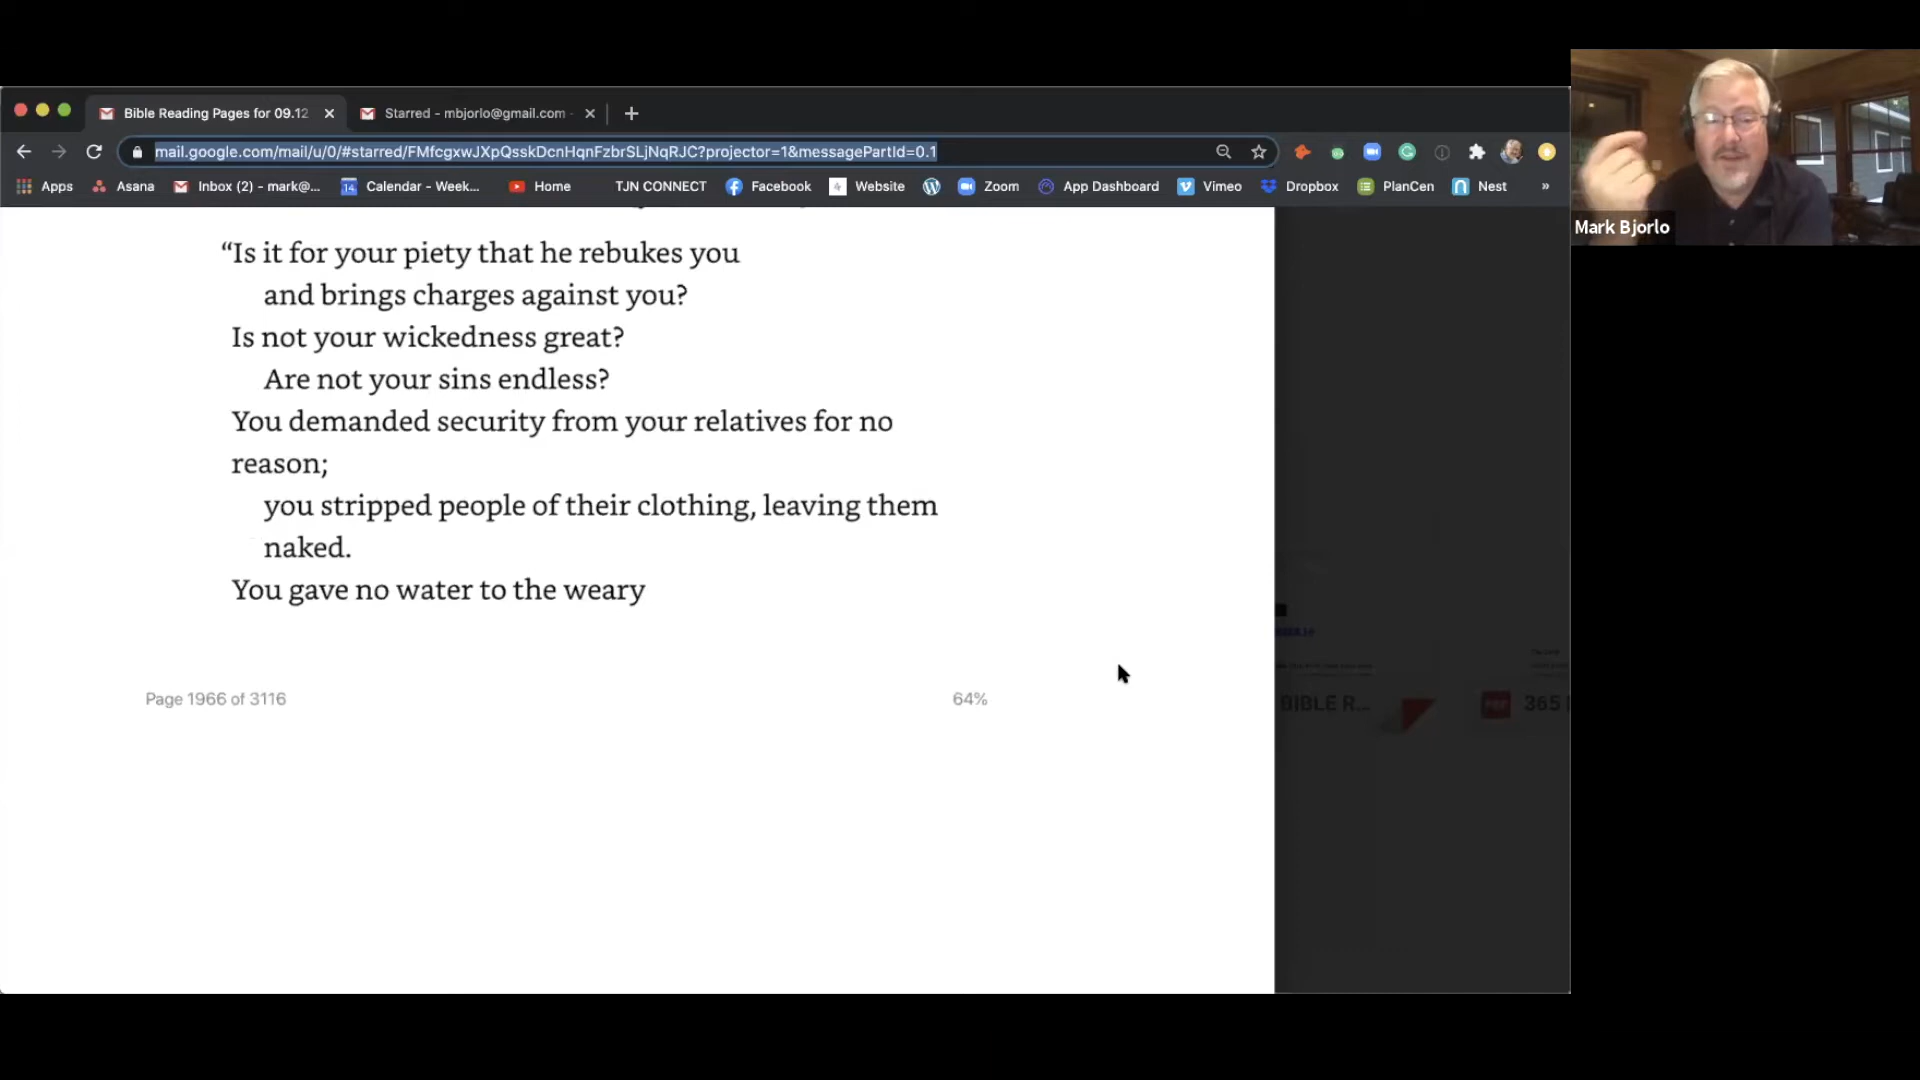 Bible Reading Pages for 09.12
Starred - mbjorlo@gmail.com -
mail.google.com/mail/u/0/#starred/FMfcgxwJXpQsskDcnHqnFzbrSLjNqRJC?projector=1&messagePartId=0.1
Apps Asana Inbox (2) - mark@... Calendar - Week... Home TJN CONNECT Facebook Website Zoom App Dashboard Vimeo Dropbox PlanCen Nest »
Mark Bjorlo
“Is it for your piety that he rebukes you
and brings charges against you?
Is not your wickedness great?
Are not your sins endless?
You demanded security from your relatives for no
reason;
you stripped people of their clothing, leaving them
naked.
You gave no water to the weary
Page 1966 of 3116 64%
BIBLE R... PDF 365